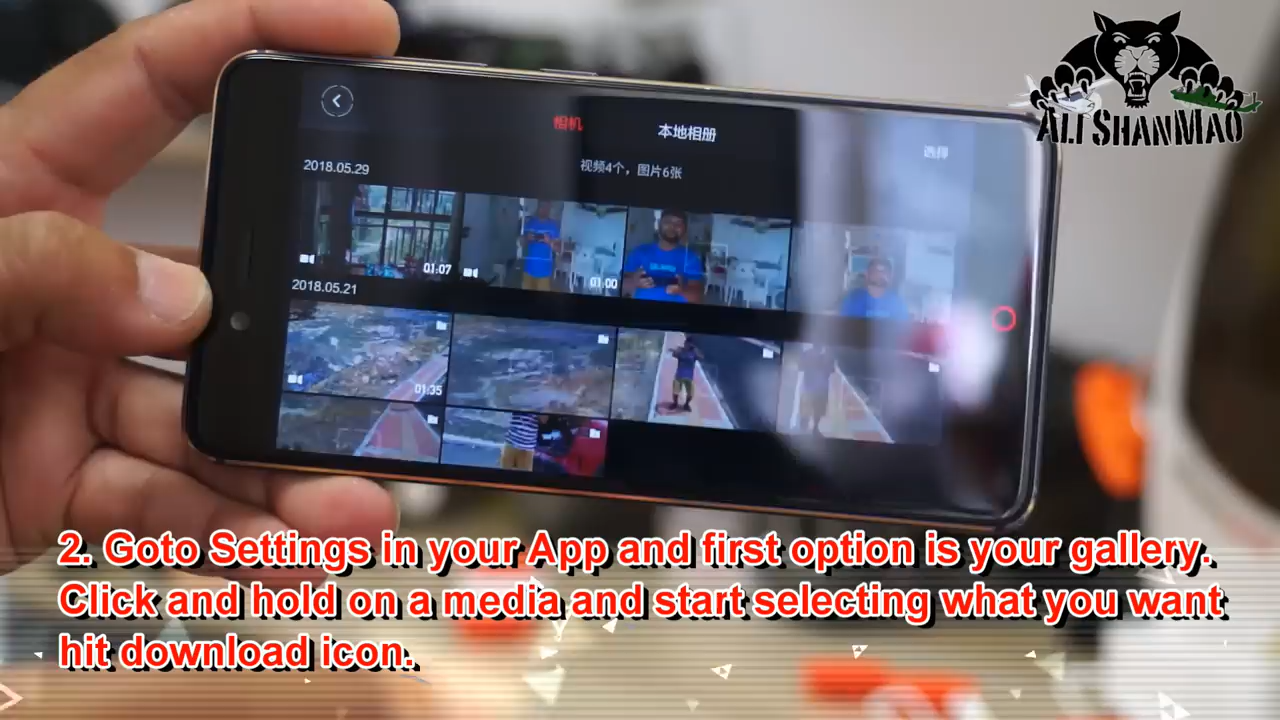 ALI SHANMAO
相机
本地相册
选择
2018.05.29
视频4个，图片6张
01:07
01:00
2018.05.21
01:35
2. Goto Settings in your App and first option is your gallery.
Click and hold on a media and start selecting what you want
hit download icon.